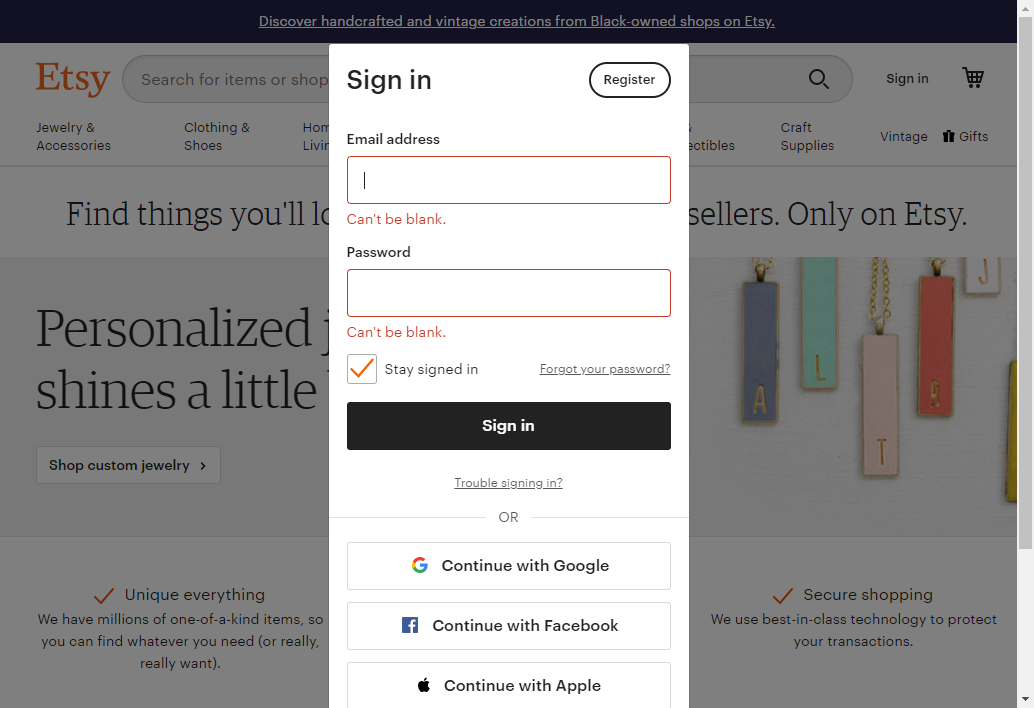 Discover handcrafted and vintage creations from Black-owned shops on Etsy.
Etsy
Search for items or shop
Sign in
Jewelry &
Accessories
Clothing &
Shoes
Craft
Supplies
Vintage
Gifts
Find things you'll
sellers. Only on Etsy.
Personalized
shines a little
Shop custom jewelry
Sign in
Register
Email address
Can't be blank.
Password
Can't be blank.
Stay signed in
Forgot your password?
Sign in
Trouble signing in?
OR
Continue with Google
Continue with Facebook
Continue with Apple
Unique everything
We have millions of one-of-a-kind items, so
you can find whatever you need (or really,
really want).
Secure shopping
We use best-in-class technology to protect
your transactions.
A
L
T
R
J